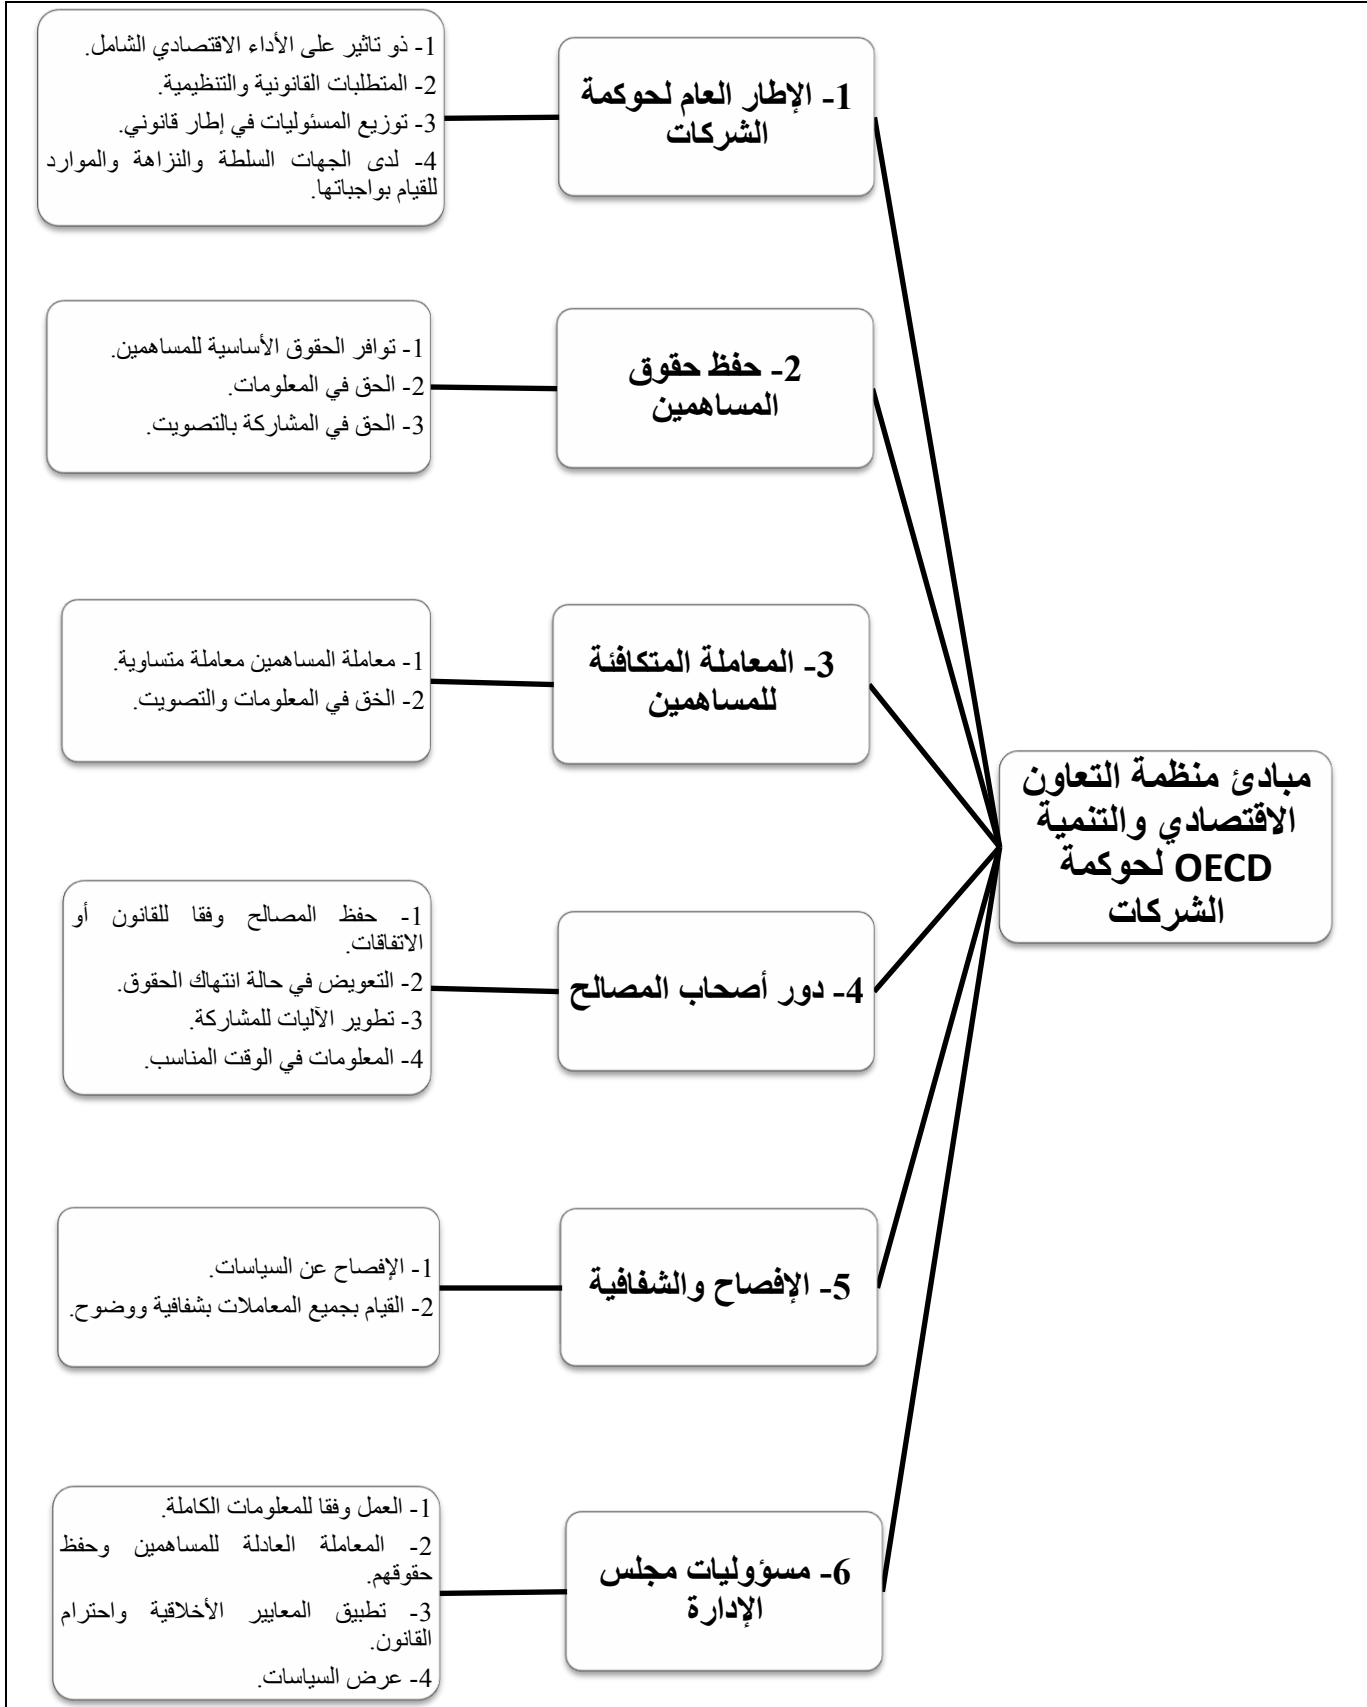 مبادئ منظمة التعاون
الاقتصادي والتنمية
OECD لحوكمة
الشركات
1- الإطار العام لحوكمة
الشركات
1- ذو تاثير على الأداء الاقتصادي الشامل.
2- المتطلبات القانونية والتنظيمية.
3- توزيع المسئوليات في إطار قانوني.
4- لدى الجهات السلطة والنزاهة والموارد
للقيام بواجباتها.
2- حفظ حقوق
المساهمين
1- توافر الحقوق الأساسية للمساهمين.
2- الحق في المعلومات.
3- الحق في المشاركة بالتصويت.
3- المعاملة المتكافئة
للمساهمين
1- معاملة المساهمين معاملة متساوية.
2- الخق في المعلومات والتصويت.
4- دور أصحاب المصالح
1- حفظ المصالح وفقا للقانون أو
الاتفاقات.
2- التعويض في حالة انتهاك الحقوق.
3- تطوير الآليات للمشاركة.
4- المعلومات في الوقت المناسب.
5- الإفصاح والشفافية
1- الإفصاح عن السياسات.
2- القيام بجميع المعاملات بشفافية ووضوح.
6- مسؤوليات مجلس
الإدارة
1- العمل وفقا للمعلومات الكاملة.
2- المعاملة العادلة للمساهمين وحفظ
حقوقهم.
3- تطبيق المعايير الأخلاقية واحترام
القانون.
4- عرض السياسات.